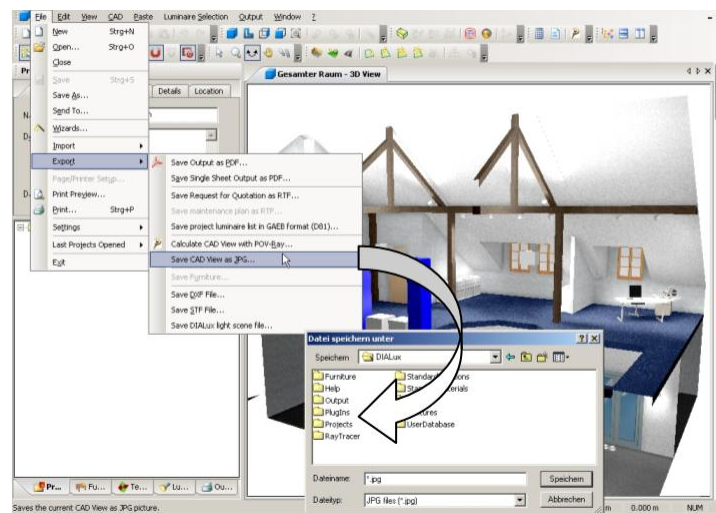 File Edit View CAD Paste Luminaire Selection Output Window ?
New Strg+N
Open... Strg+O
Close
Save Strg+S
Save As...
Send To...
Wizards...
Import
Export
Page/Printer Setup...
Print Preview...
Print... Strg+P
Settings
Last Projects Opened
Exit
Details Location
Gesamter Raum - 3D View
Save Output as PDF...
Save Single Sheet Output as PDF...
Save Request for Quotation as RTF...
Save maintenance plan as RTF...
Save project luminaire list in GAEB format (D81)...
Calculate CAD View with POV-Ray...
Save CAD View as JPG...
Save Furniture...
Save DXF File...
Save STF File...
Save DIALux light scene file...
Datei speichern unter
Speichern DIALux
Furniture
Help
Output
PlugIns
Projects
RayTracer
UserDatabase
Dateiname: *.jpg Speichern
Dateityp: JPG files (*.jpg) Abbrechen
Pr... Fu... Te... Lu... Ou...
Saves the current CAD View as JPG picture. m 0.000 m NUM